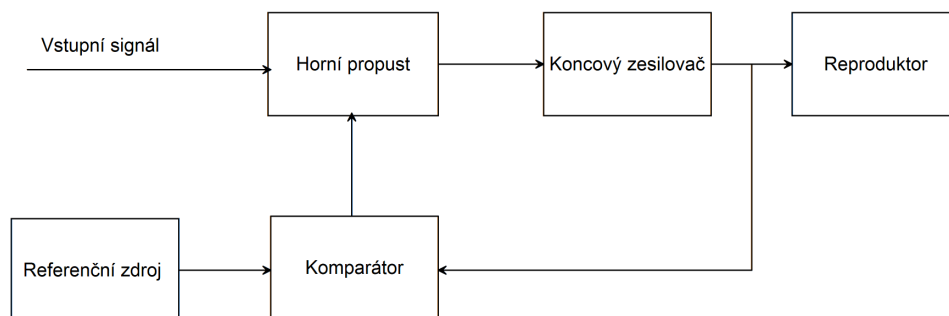 Vstupní signál
Horní propust
Koncový zesilovač
Reproduktor
Referenční zdroj
Komparátor